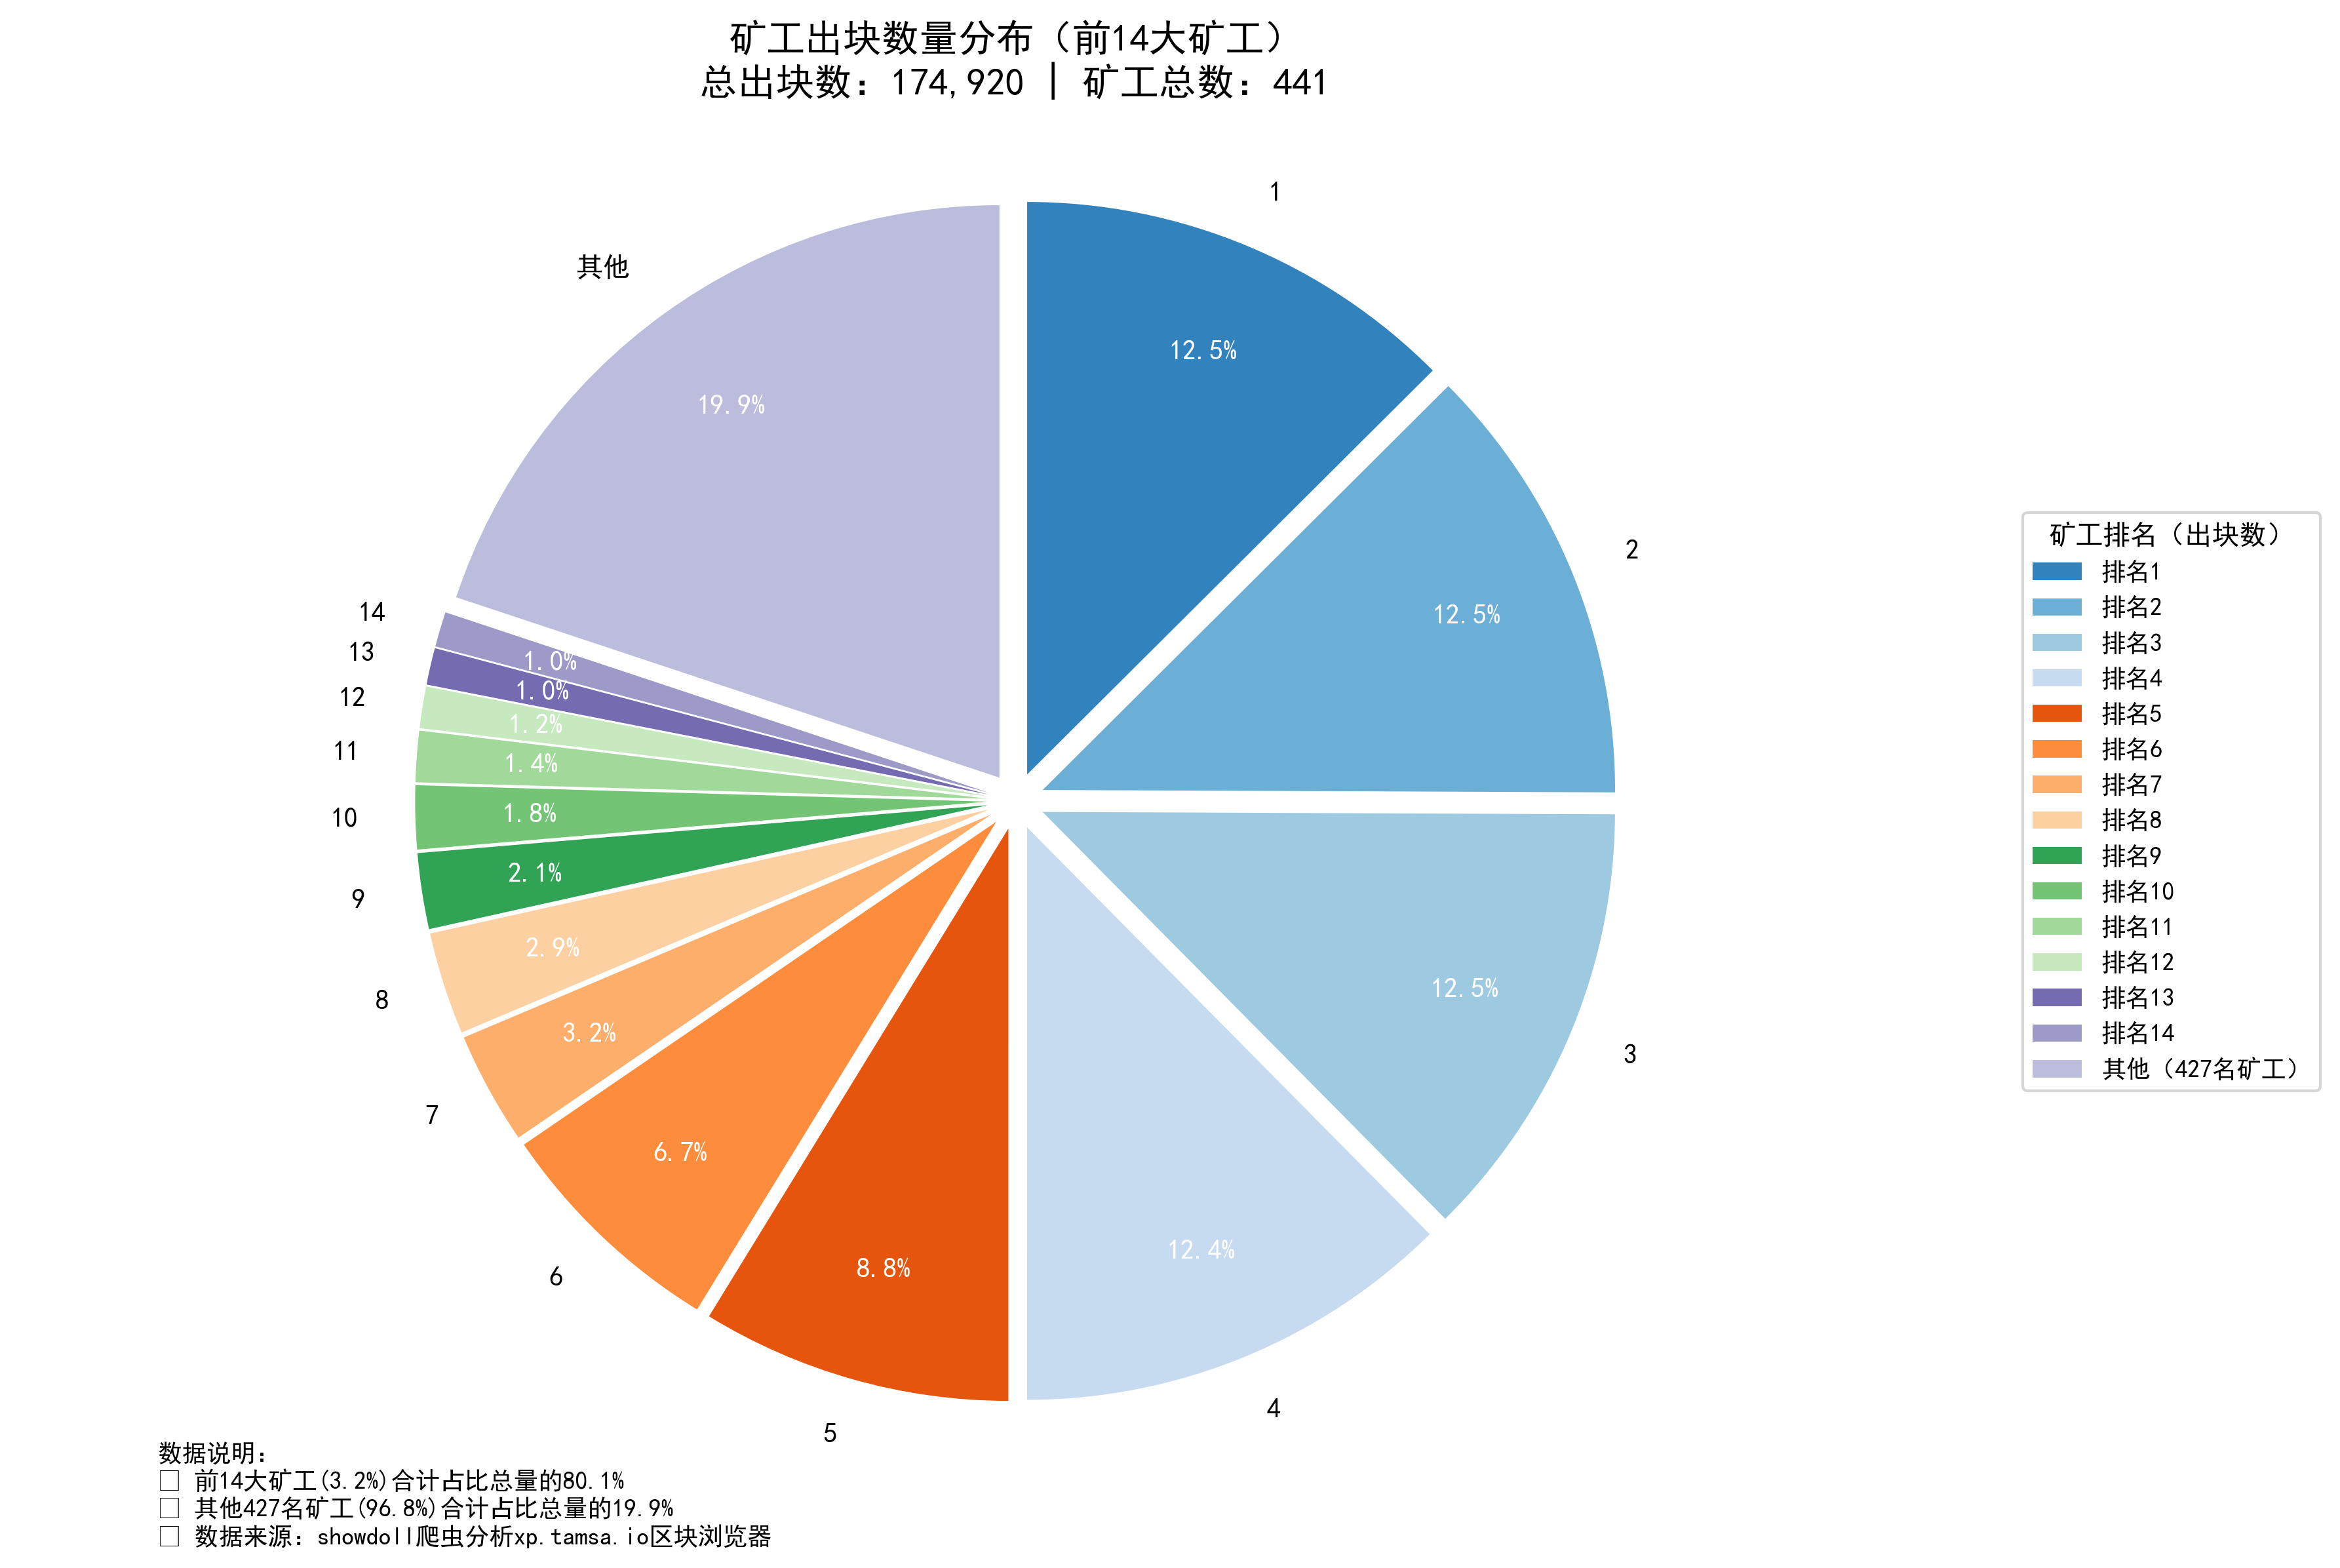 矿工出块数量分布（前14大矿工）
总出块数：174,920 | 矿工总数：441
1
12.5%
2
12.5%
3
12.5%
4
12.4%
5
8.8%
6
6.7%
7
3.2%
8
2.9%
9
2.1%
10
1.8%
11
1.4%
12
1.2%
13
1.0%
14
1.0%
其他
19.9%
矿工排名（出块数）
排名1
排名2
排名3
排名4
排名5
排名6
排名7
排名8
排名9
排名10
排名11
排名12
排名13
排名14
其他（427名矿工）
数据说明：
□ 前14大矿工(3.2%)合计占比总量的80.1%
□ 其他427名矿工(96.8%)合计占比总量的19.9%
□ 数据来源：showdoll爬虫分析xp.tamsa.io区块浏览器